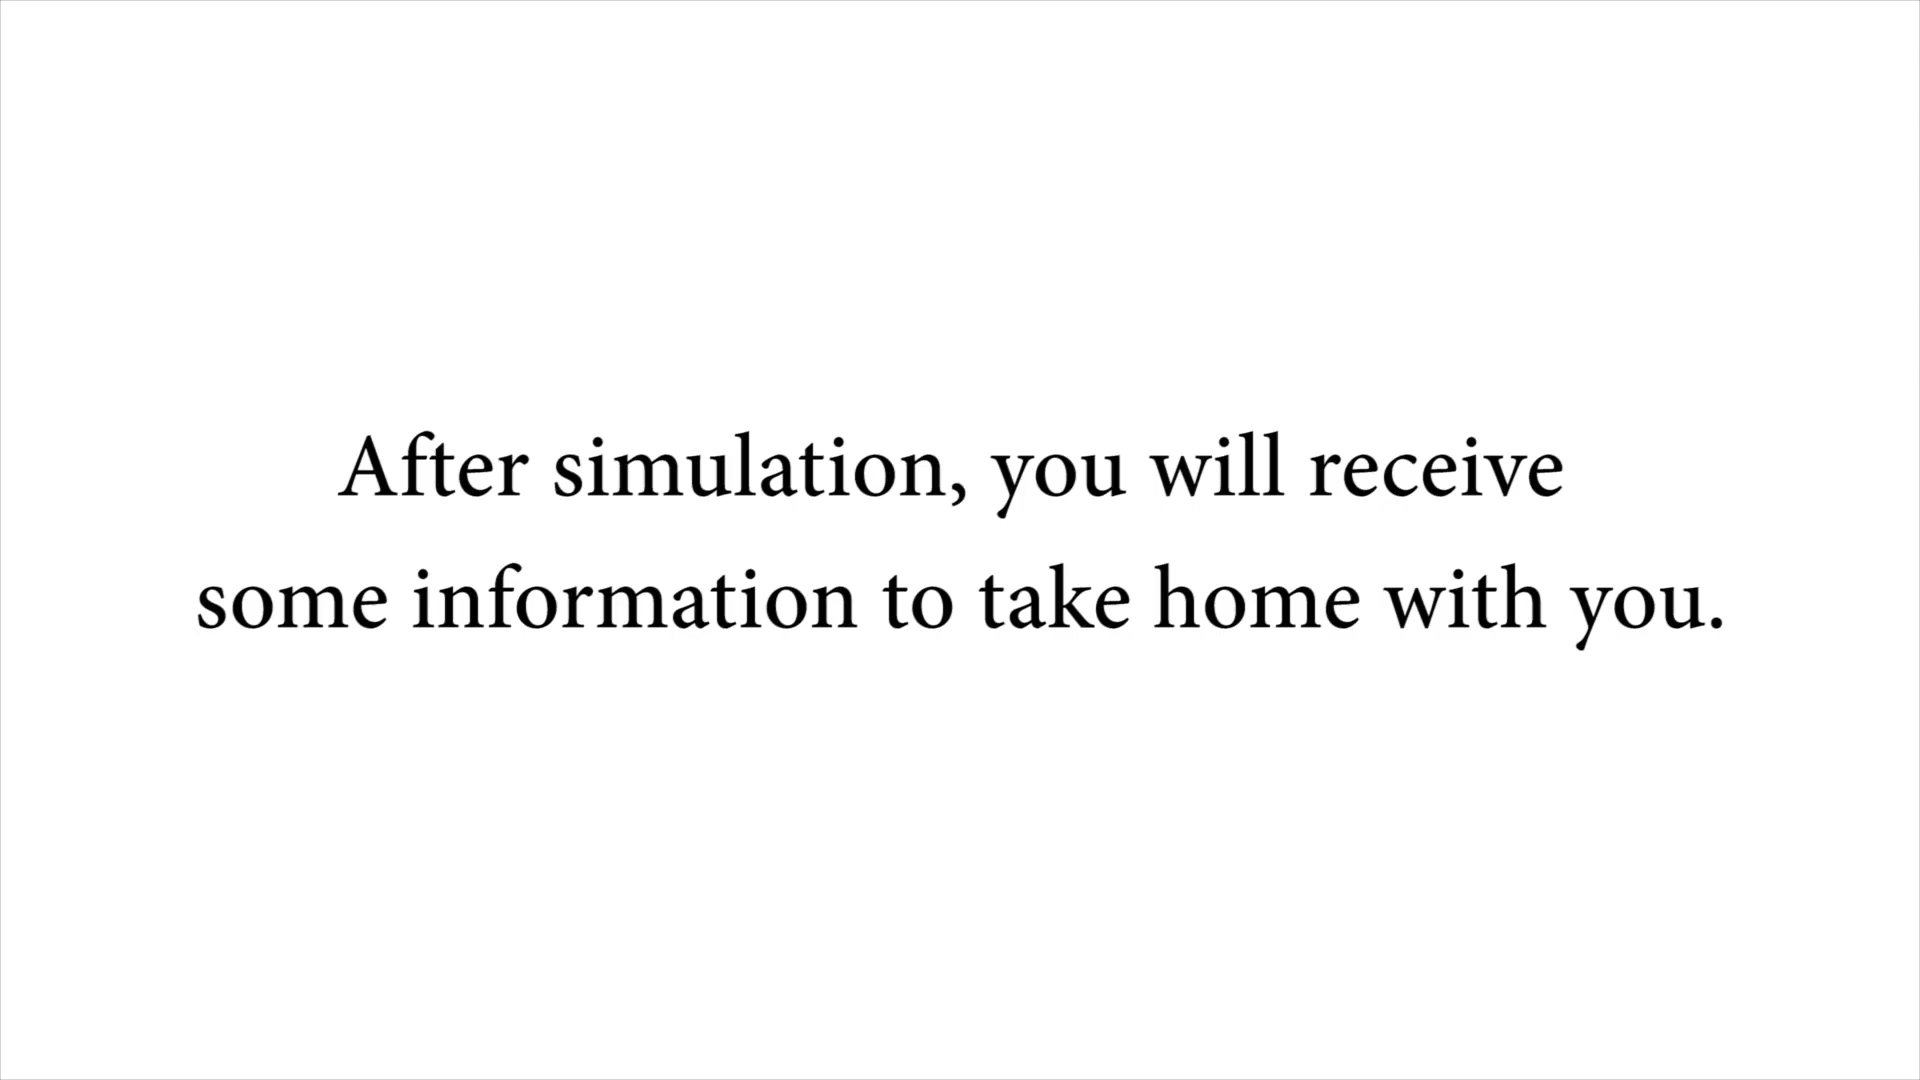 After simulation, you will receive
some information to take home with you.